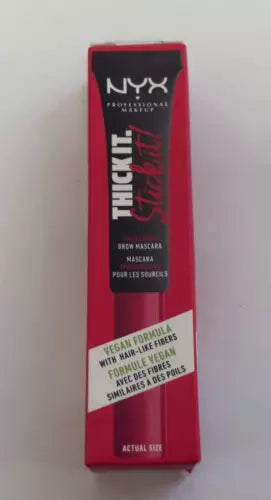 NYX
PROFESSIONAL
MAKEUP
THICK IT.
Stick it!
BROW MASCARA
MASCARA
POUR LES SOURCILS
VEGAN FORMULA
WITH HAIR-LIKE FIBERS
FORMULE VEGAN
AVEC DES FIBRES
SIMILAIRES À DES POILS
ACTUAL SIZE